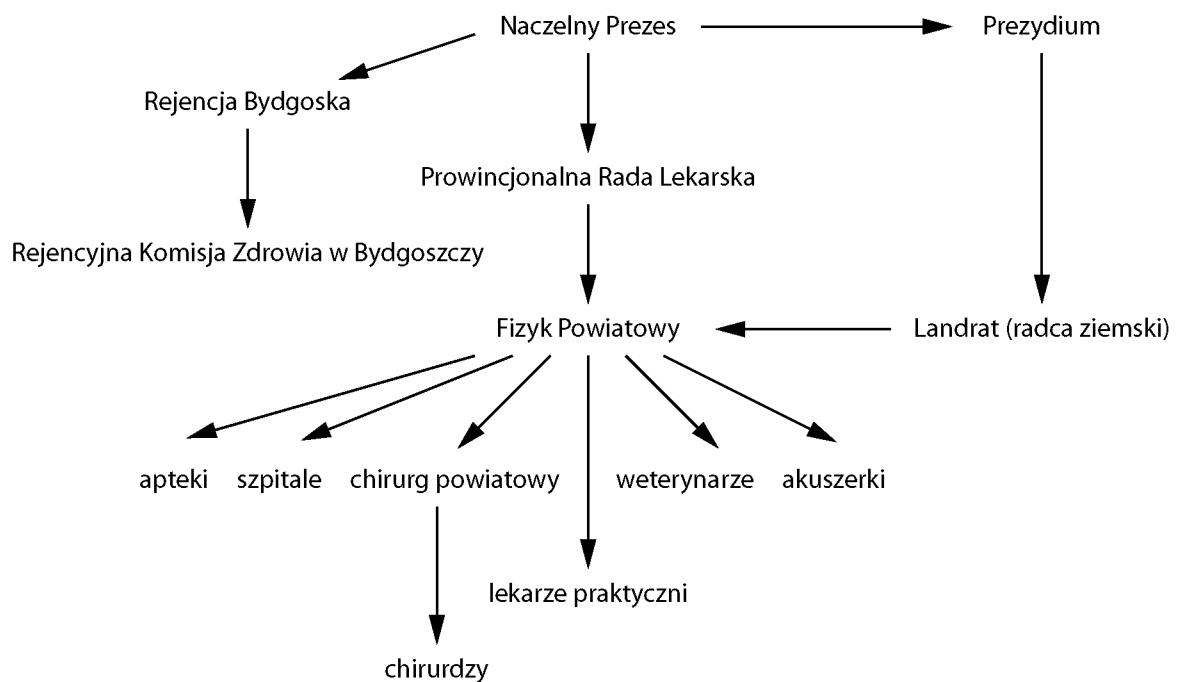 Naczelny Prezes
Prezydium
Rejencja Bydgoska
Prowincjonalna Rada Lekarska
Rejencyjna Komisja Zdrowia w Bydgoszczy
Fizyk Powiatowy
Landrat (radca ziemski)
apteki
szpitale
chirurg powiatowy
weterynarze
akuszerki
lekarze praktyczni
chirurdzy